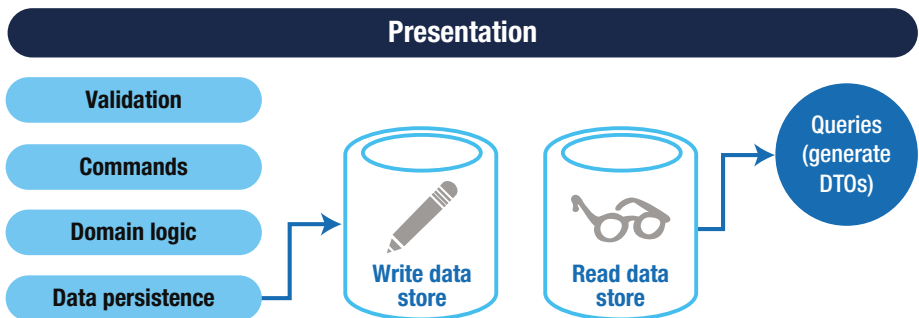 Presentation
Validation
Commands
Domain logic
Data persistence
Write data
store
Read data
store
Queries
(generate
DTOs)